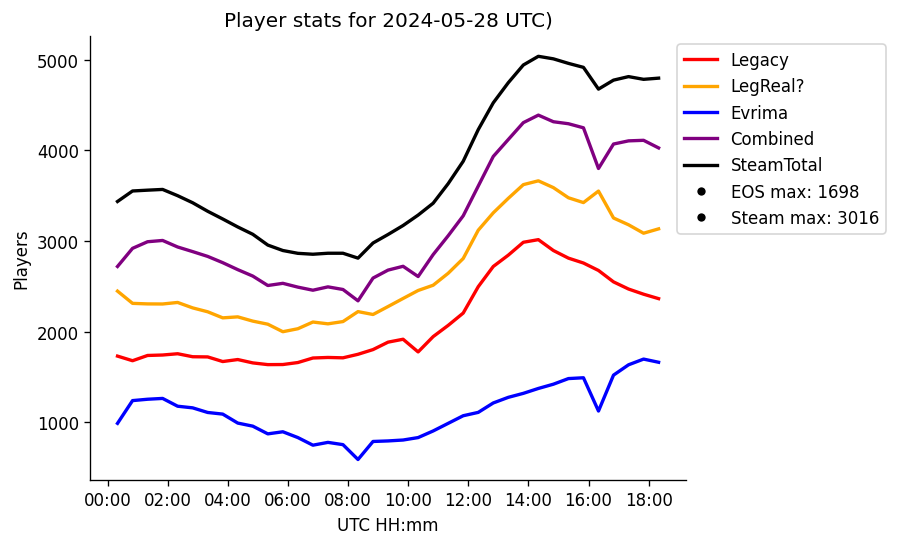 Player stats for 2024-05-28 UTC)
5000
4000
3000
2000
1000
Players
00:00 02:00 04:00 06:00 08:00 10:00 12:00 14:00 16:00 18:00
UTC HH:mm
Legacy
LegReal?
Evrima
Combined
SteamTotal
EOS max: 1698
Steam max: 3016